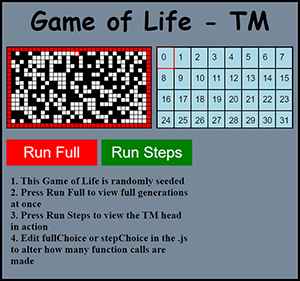 Game of Life - TM
0 1 2 3 4 5 6 7
8 9 10 11 12 13 14 15
16 17 18 19 20 21 22 23
24 25 26 27 28 29 30 31
Run Full Run Steps
1. This Game of Life is randomly seeded
2. Press Run Full to view full generations
at once
3. Press Run Steps to view the TM head
in action
4. Edit fullChoice or stepChoice in the .js
to alter how many function calls are
made